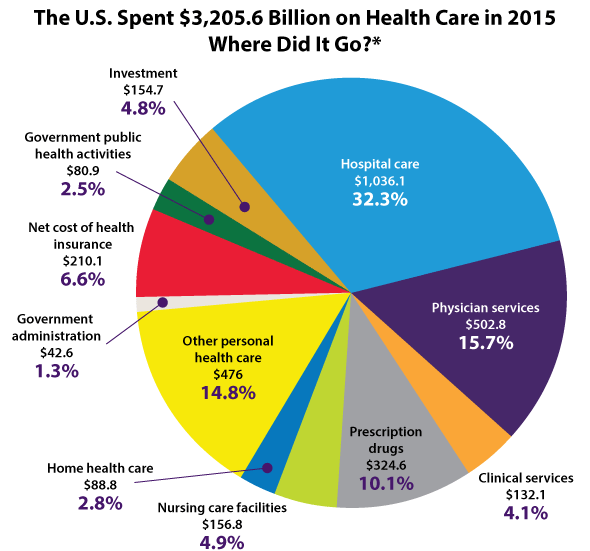 The U.S. Spent $3,205.6 Billion on Health Care in 2015
Where Did It Go?*
Investment
$154.7
4.8%
Government public
health activities
$80.9
2.5%
Net cost of health
insurance
$210.1
6.6%
Government
administration
$42.6
1.3%
Other personal
health care
$476
14.8%
Home health care
$88.8
2.8%
Nursing care facilities
$156.8
4.9%
Prescription
drugs
$324.6
10.1%
Clinical services
$132.1
4.1%
Physician services
$502.8
15.7%
Hospital care
$1,036.1
32.3%